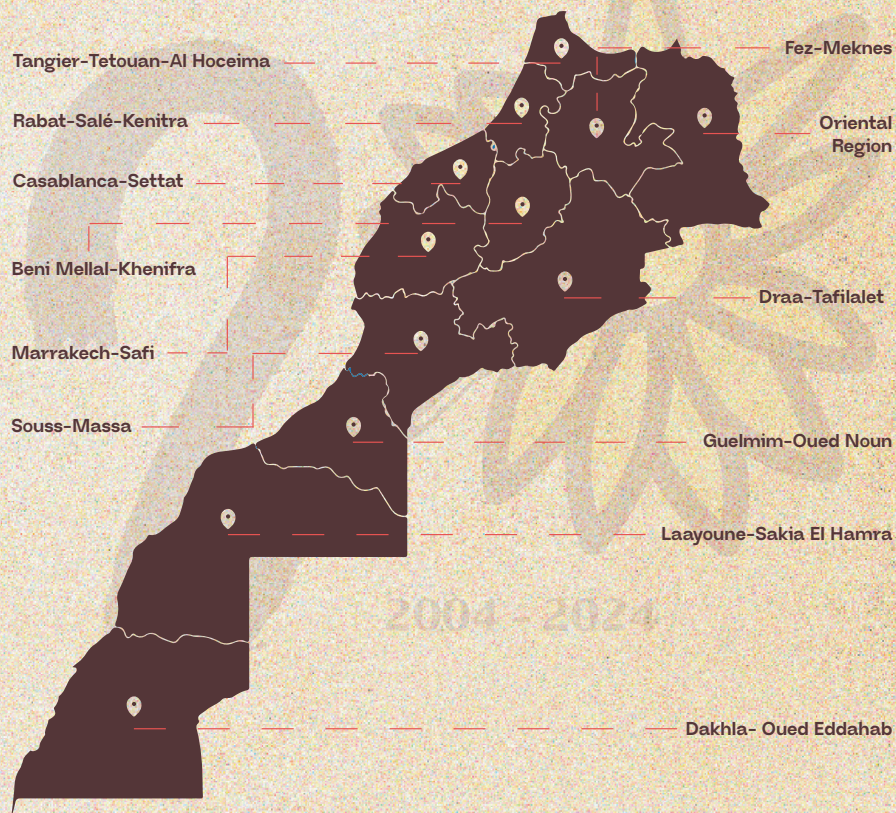 Fez-Meknes
Tangier-Tetouan-Al Hoceima
Rabat-Salé-Kenitra
Oriental
Region
Casablanca-Settat
Beni Mellal-Khenifra
Draa-Tafilalet
Marrakech-Safi
Souss-Massa
Guelmim-Oued Noun
Laayoune-Sakia El Hamra
2004 - 2024
Dakhla- Oued Eddahab